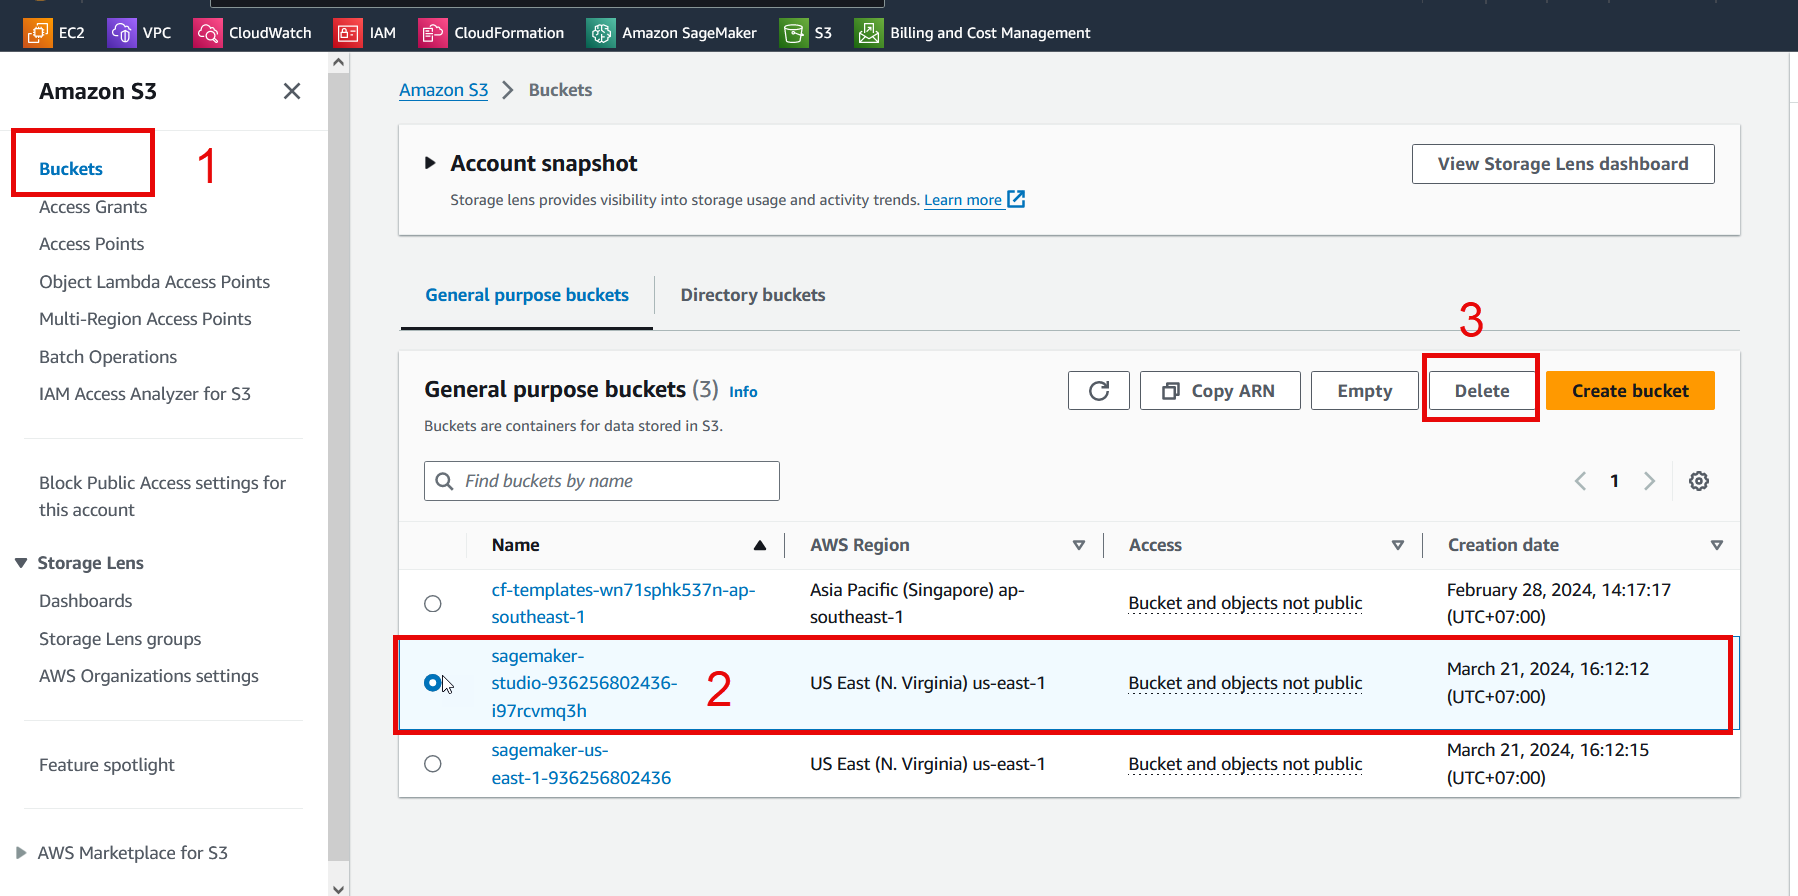 EC2 VPC CloudWatch IAM CloudFormation Amazon SageMaker S3 Billing and Cost Management
Amazon S3
Buckets
1
Access Grants
Access Points
Object Lambda Access Points
Multi-Region Access Points
Batch Operations
IAM Access Analyzer for S3
Block Public Access settings for
this account
Storage Lens
Dashboards
Storage Lens groups
AWS Organizations settings
Feature spotlight
AWS Marketplace for S3
Amazon S3 Buckets
Account snapshot
View Storage Lens dashboard
Storage lens provides visibility into storage usage and activity trends. Learn more
General purpose buckets Directory buckets
3
General purpose buckets (3) Info
Copy ARN Empty Delete Create bucket
Buckets are containers for data stored in S3.
Find buckets by name
1
Name AWS Region Access Creation date
cf-templates-wn71sphk537n-ap-
southeast-1
Asia Pacific (Singapore) ap-
southeast-1
Bucket and objects not public
February 28, 2024, 14:17:17
(UTC+07:00)
sagemaker-
studio-936256802436-
i97rcvmq3h
2
US East (N. Virginia) us-east-1
Bucket and objects not public
March 21, 2024, 16:12:12
(UTC+07:00)
sagemaker-us-
east-1-936256802436
US East (N. Virginia) us-east-1
Bucket and objects not public
March 21, 2024, 16:12:15
(UTC+07:00)